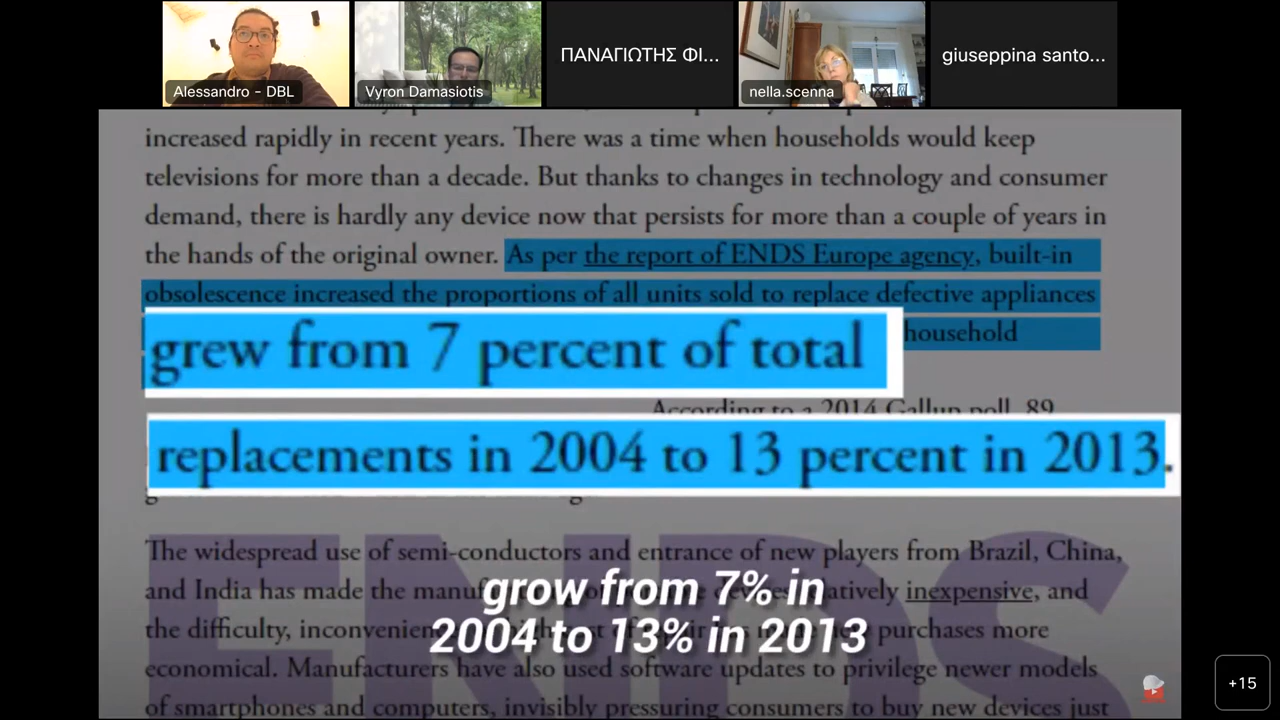 Alessandro - DBL
Vyron Damasiotis
ΠΑΝΑΓΙΩΤΗΣ ΦΙ...
nella.scenna
giuseppina santo...
increased rapidly in recent years. There was a time when households would keep
televisions for more than a decade. But thanks to changes in technology and consumer
demand, there is hardly any device now that persists for more than a couple of years in
the hands of the original owner. As per the report of ENDS Europe agency, built-in
obsolescence increased the proportions of all units sold to replace defective appliances
household
grew from 7 percent of total
According to a 2014 Gallup poll, 89
replacements in 2004 to 13 percent in 2013.
ENDS
The widespread use of semi-conductors and entrance of new players from Brazil, China,
and India has made the inexpensive, and
the difficulty, purchases more
economical. Manufacturers have also used software updates to privilege newer models
of smartphones and computers, invisibly pressuring consumers to buy new devices just
grow from 7% in
2004 to 13% in 2013
+15